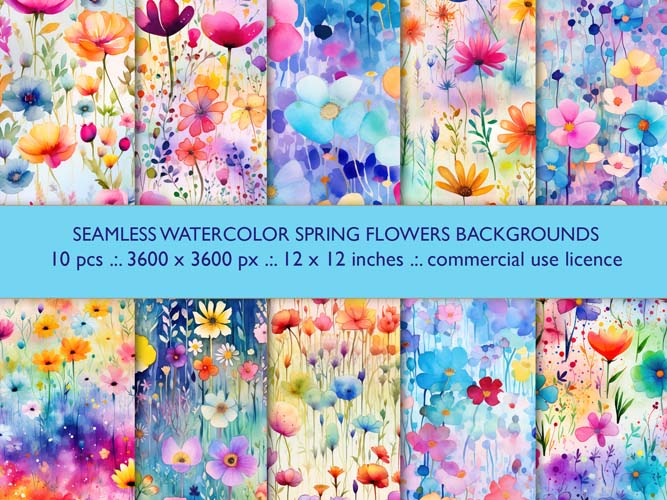 SEAMLESS WATERCOLOR SPRING FLOWERS BACKGROUNDS
10 pcs .:. 3600 x 3600 px .:. 12 x 12 inches .:. commercial use licence